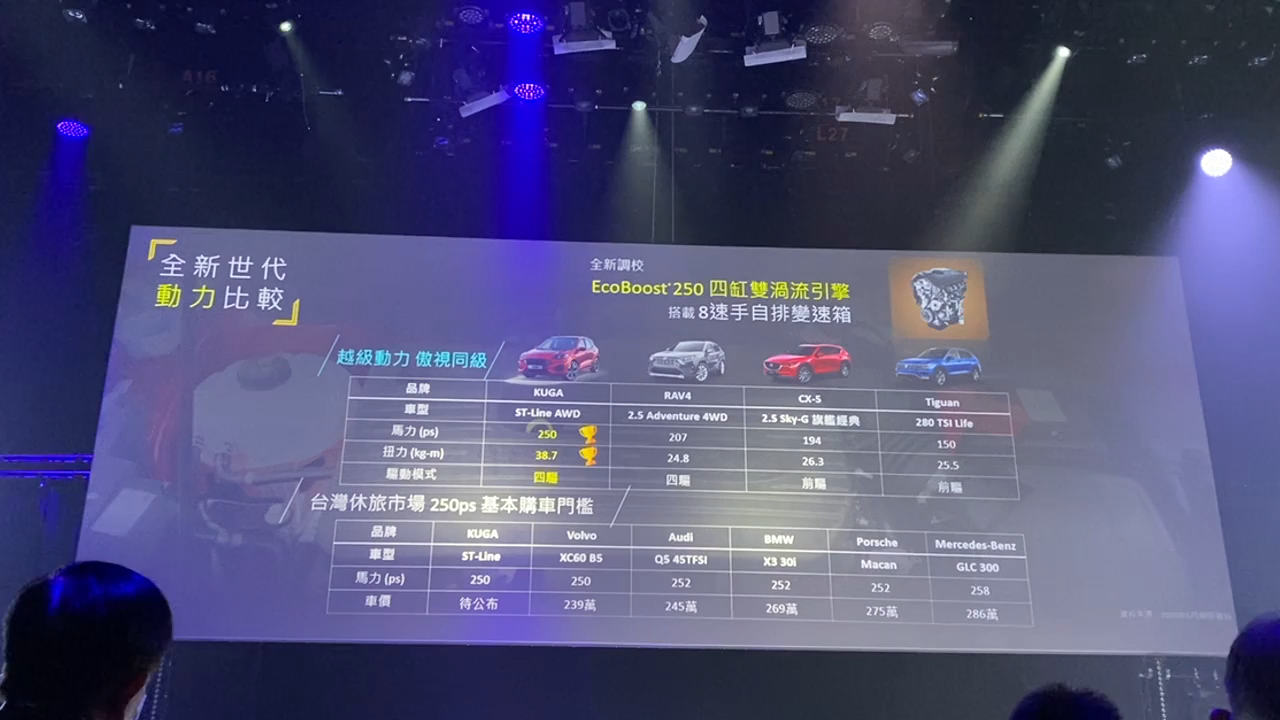 A16
L27
全新世代
動力比較
全新調校
EcoBoost® 250 四缸雙渦流引擎
搭載 8速手自排變速箱
越級動力 傲視同級
品牌 KUGA RAV4 CX-5 Tiguan
車型 ST-Line AWD 2.5 Adventure 4WD 2.5 Sky-G 旗艦經典 280 TSI Life
馬力 (ps) 250 207 194 150
扭力 (kg-m) 38.7 24.8 26.3 25.5
驅動模式 四驅 四驅 前驅 前驅
台灣休旅市場 250ps 基本購車門檻
品牌 KUGA Volvo Audi BMW Porsche Mercedes-Benz
車型 ST-Line XC60 B5 Q5 45TFSI X3 30i Macan GLC 300
馬力 (ps) 250 250 252 252 252 258
車價 待公布 239萬 245萬 269萬 275萬 286萬